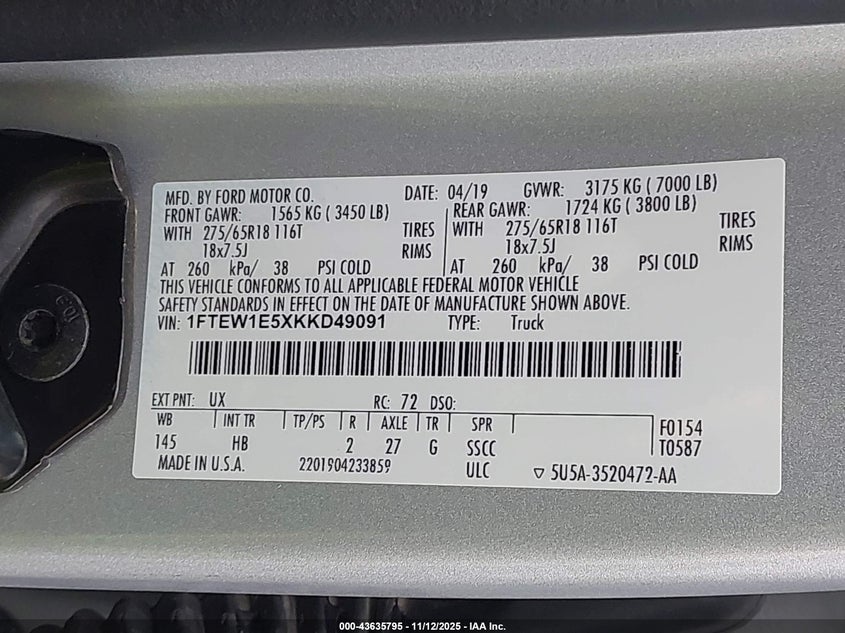 MFD. BY FORD MOTOR CO. DATE: 04/19 GVWR: 3175 KG ( 7000 LB)
FRONT GAWR: 1565 KG ( 3450 LB) REAR GAWR: 1724 KG ( 3800 LB)
WITH 275/65R18 116T TIRES WITH 275/65R18 116T TIRES
18x7.5J RIMS 18x7.5J RIMS
AT 260 kPa/ 38 PSI COLD AT 260 kPa/ 38 PSI COLD
THIS VEHICLE CONFORMS TO ALL APPLICABLE FEDERAL MOTOR VEHICLE
SAFETY STANDARDS IN EFFECT ON THE DATE OF MANUFACTURE SHOWN ABOVE.
VIN: 1FTEW1E5XKKD49091 TYPE: Truck
EXT PNT: UX RC: 72 DSO:
WB INT TR TP/PS R AXLE TR SPR F0154
145 HB 2 27 G SSCC T0587
MADE IN U.S.A. 2201904233859 ULC ▽ 5U5A-3520472-AA
000-43635795 - 11/12/2025 - IAA Inc.